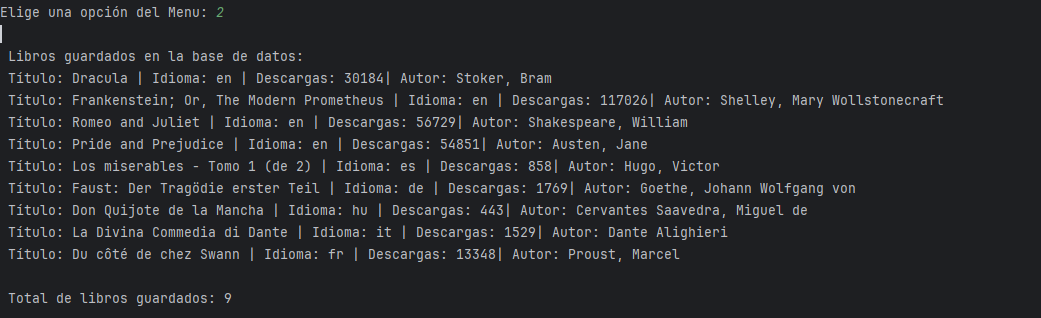 Elige una opción del Menu: 2
Libros guardados en la base de datos:
Título: Dracula | Idioma: en | Descargas: 30184| Autor: Stoker, Bram
Título: Frankenstein; Or, The Modern Prometheus | Idioma: en | Descargas: 117026| Autor: Shelley, Mary Wollstonecraft
Título: Romeo and Juliet | Idioma: en | Descargas: 56729| Autor: Shakespeare, William
Título: Pride and Prejudice | Idioma: en | Descargas: 54851| Autor: Austen, Jane
Título: Los miserables - Tomo 1 (de 2) | Idioma: es | Descargas: 858| Autor: Hugo, Victor
Título: Faust: Der Tragödie erster Teil | Idioma: de | Descargas: 1769| Autor: Goethe, Johann Wolfgang von
Título: Don Quijote de la Mancha | Idioma: hu | Descargas: 443| Autor: Cervantes Saavedra, Miguel de
Título: La Divina Commedia di Dante | Idioma: it | Descargas: 1529| Autor: Dante Alighieri
Título: Du côté de chez Swann | Idioma: fr | Descargas: 13348| Autor: Proust, Marcel
Total de libros guardados: 9